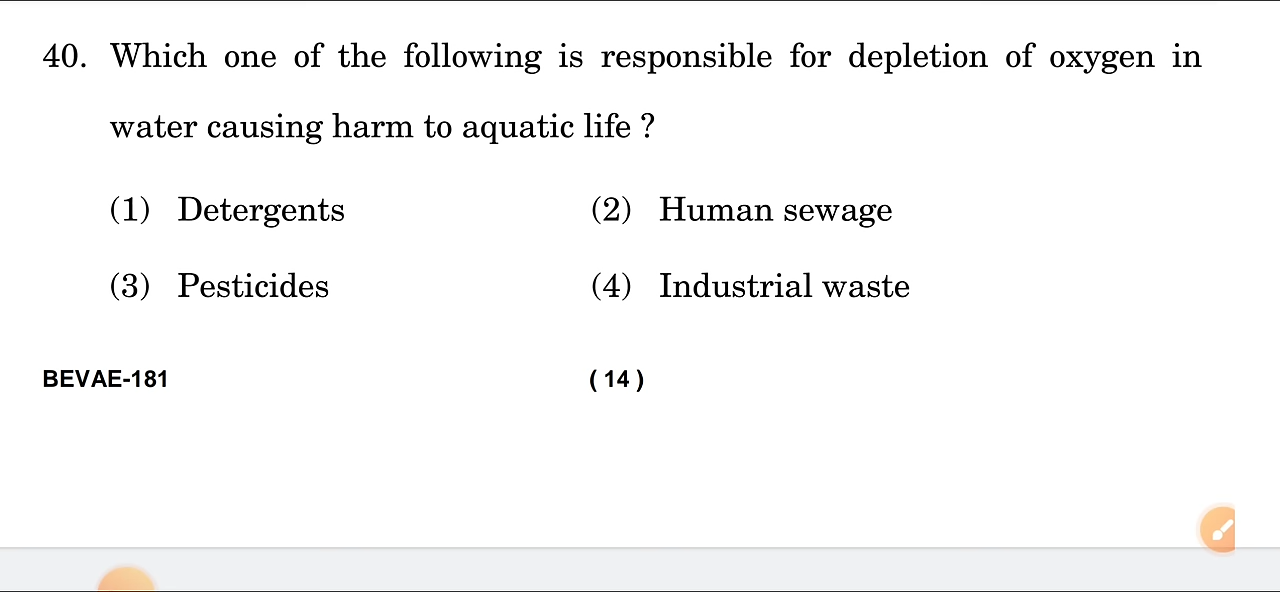 40. Which one of the following is responsible for depletion of oxygen in
water causing harm to aquatic life ?
(1) Detergents (2) Human sewage
(3) Pesticides (4) Industrial waste
BEVAE-181 ( 14 )